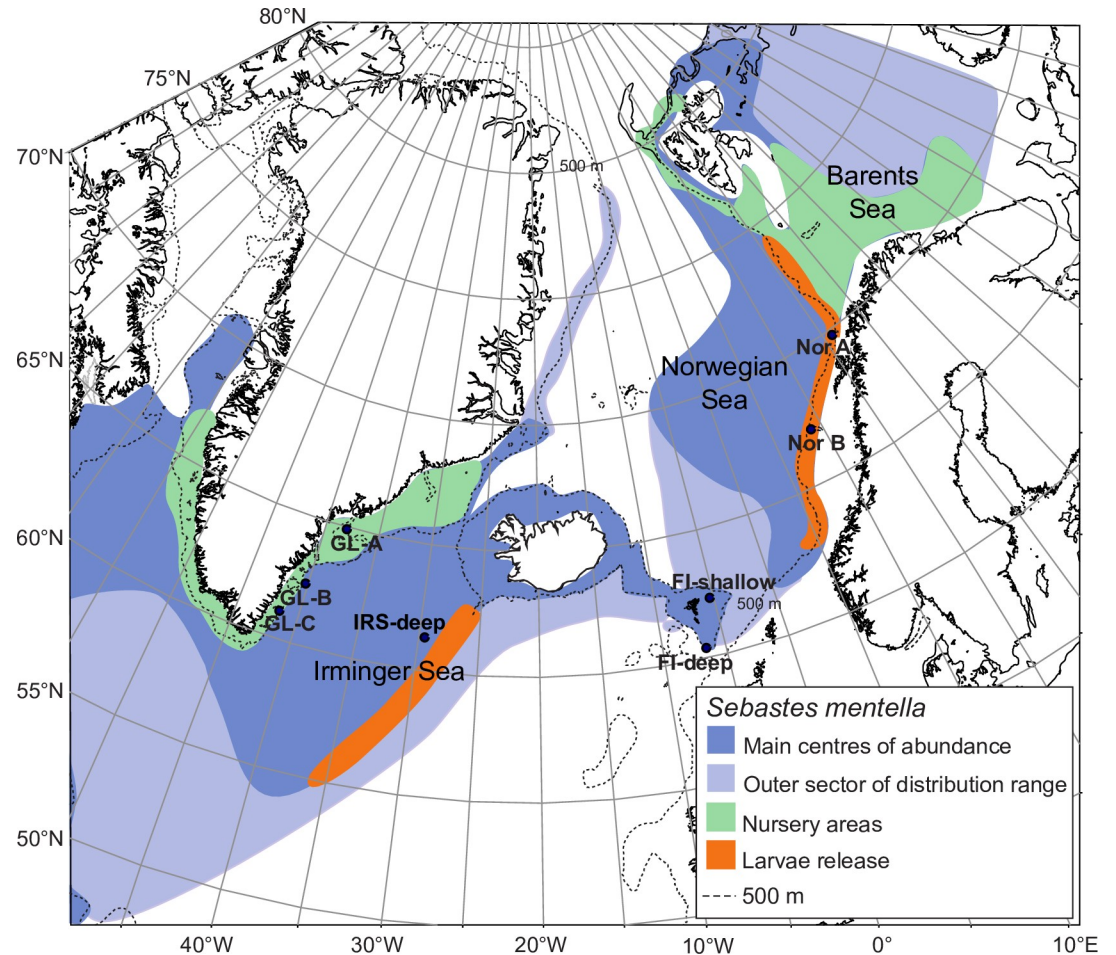 80°N
75°N
70°N
500 m
Barents
Sea
Nor A
65°N
Norwegian
Sea
Nor B
60°N
GL-A
FI-shallow
GL-B
500 m
GL-C
IRS-deep
FI-deep
Irminger Sea
55°N
Sebastes mentella
Main centres of abundance
Outer sector of distribution range
50°N
Nursery areas
Larvae release
500 m
40°W 30°W 20°W 10°W 0° 10°E